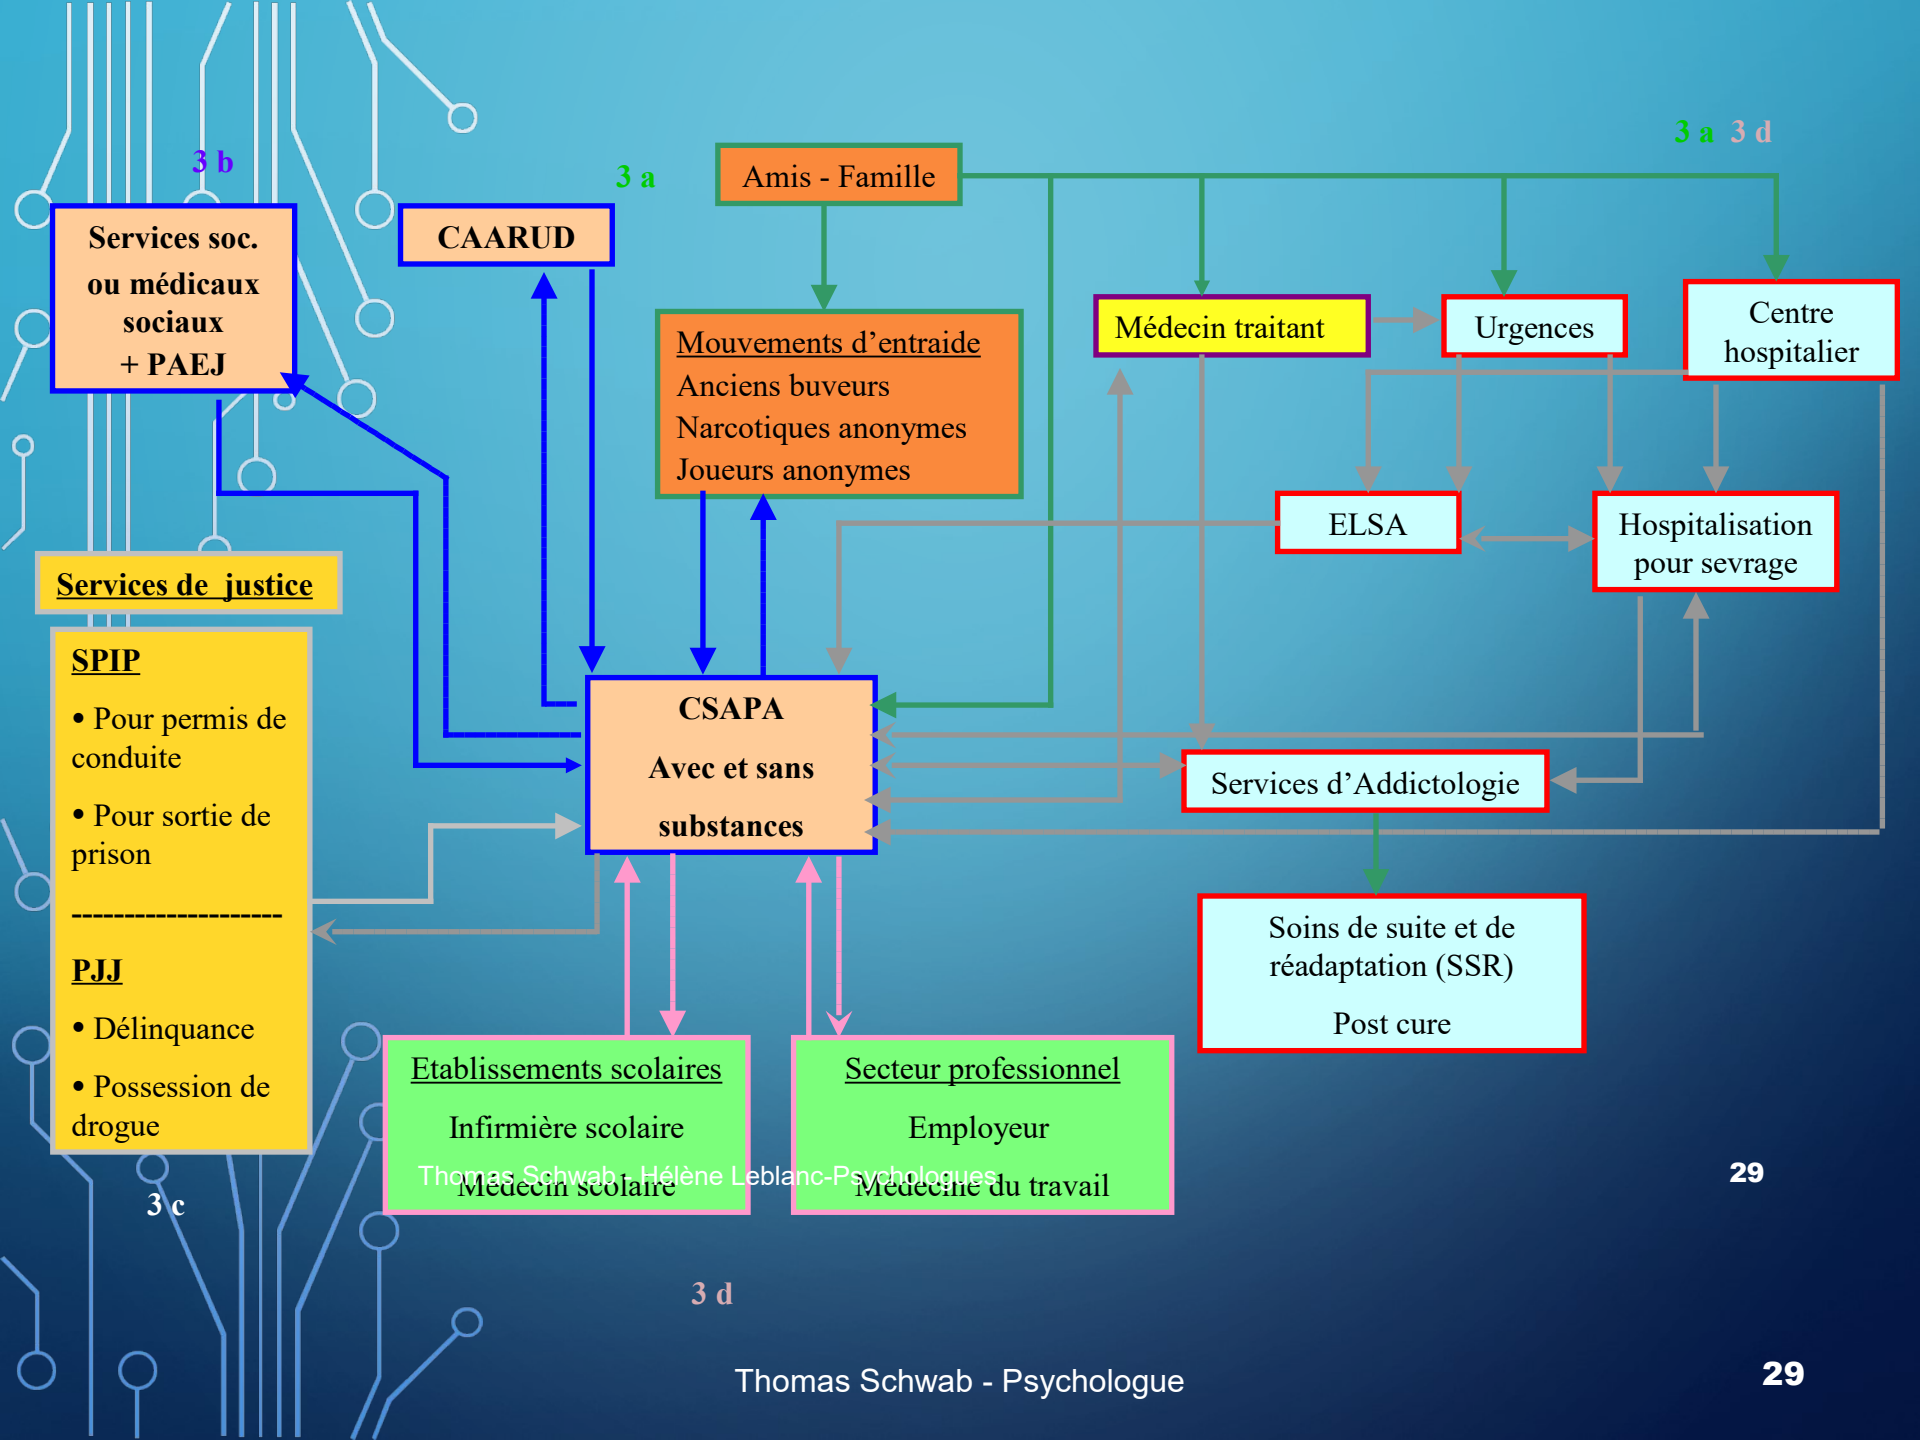 3 b
3 a
3 a 3 d
Amis - Famille
Services soc.
ou médicaux
sociaux
+ PAEJ
CAARUD
Mouvements d’entraide
Anciens buveurs
Narcotiques anonymes
Joueurs anonymes
Médecin traitant
Urgences
Centre
hospitalier
ELSA
Hospitalisation
pour sevrage
Services de justice
SPIP
• Pour permis de
conduite
• Pour sortie de
prison
--------------------
PJJ
• Délinquance
• Possession de
drogue
3 c
CSAPA
Avec et sans
substances
Services d’Addictologie
Soins de suite et de
réadaptation (SSR)
Post cure
Etablissements scolaires
Infirmière scolaire
Médecin scolaire
Secteur professionnel
Employeur
Médecine du travail
Thomas Schwab - Hélène Leblanc-Psychologues
29
3 d
Thomas Schwab - Psychologue
29